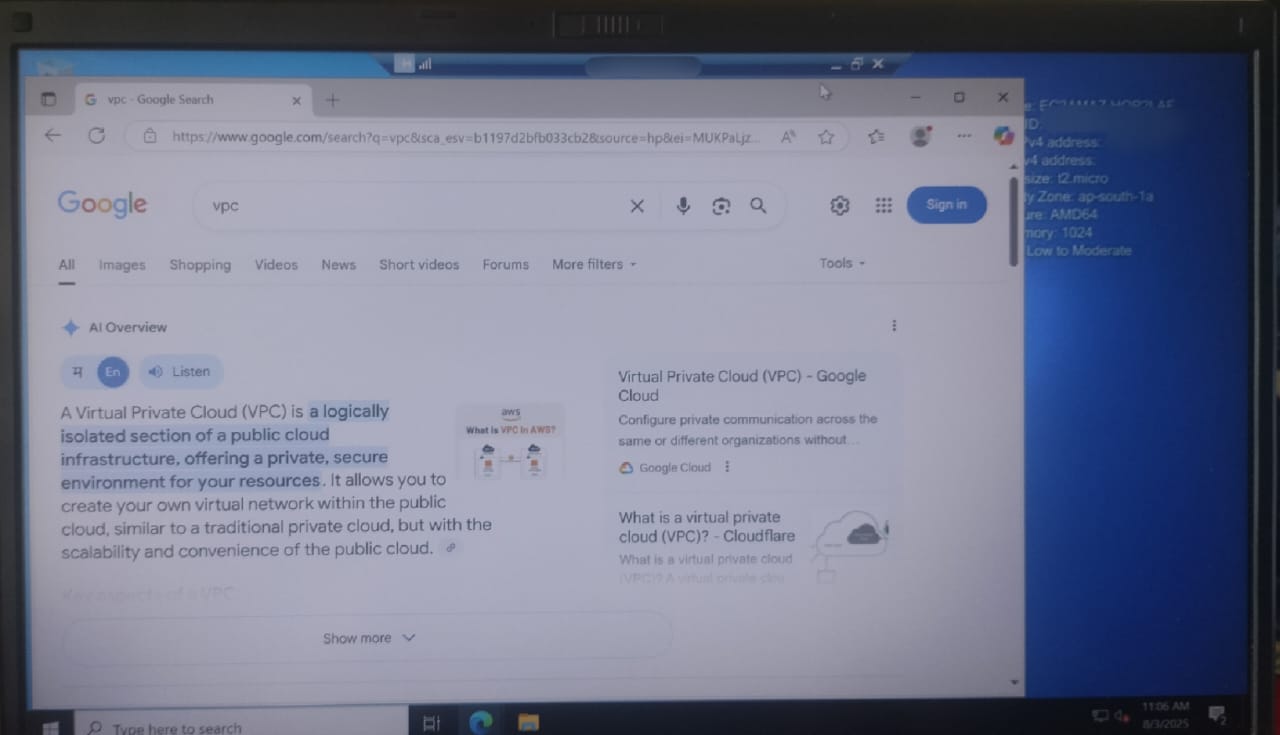 vpc - Google Search
https://www.google.com/search?q=vpc&sca_esv=b1197d2bfb033cb2&source=hp&ei=MUKPaLjz...
Google
vpc
Sign in
All Images Shopping Videos News Short videos Forums More filters
Tools
AI Overview
म En Listen
A Virtual Private Cloud (VPC) is a logically
isolated section of a public cloud
infrastructure, offering a private, secure
environment for your resources. It allows you to
create your own virtual network within the public
cloud, similar to a traditional private cloud, but with the
scalability and convenience of the public cloud.
Key aspects of a VPC
Show more
aws
What is VPC in AWS?
Virtual Private Cloud (VPC) - Google
Cloud
Configure private communication across the
same or different organizations without...
Google Cloud
What is a virtual private
cloud (VPC)? - Cloudflare
What is a virtual private cloud
(VPC)? A virtual private clou
ID:
v4 address:
v4 address:
size: t2.micro
ty Zone: ap-south-1a
ure: AMD64
mory: 1024
Low to Moderate
Type here to search
11:06 AM
8/3/2025
2